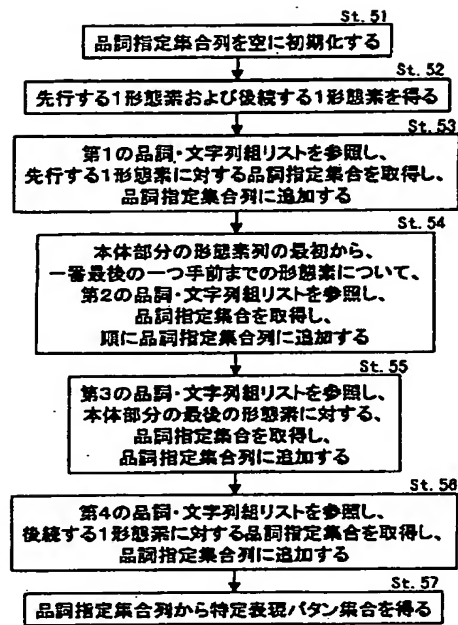 St.51
品詞指定集合列を空に初期化する
St.52
先行する1形態素および後続する1形態素を得る
St.53
第1の品詞・文字列組リストを参照し、
先行する1形態素に対する品詞指定集合を取得し、
品詞指定集合列に追加する
St.54
本体部分の形態素列の最初から、
一番最後の一つ手前までの形態素について、
第2の品詞・文字列組リストを参照し、
品詞指定集合を取得し、
順に品詞指定集合列に追加する
St.55
第3の品詞・文字列組リストを参照し、
本体部分の最後の形態素に対する、
品詞指定集合を取得し、
品詞指定集合列に追加する
St.56
第4の品詞・文字列組リストを参照し、
後続する1形態素に対する品詞指定集合を取得し、
品詞指定集合列に追加する
St.57
品詞指定集合列から特定表現パタン集合を得る